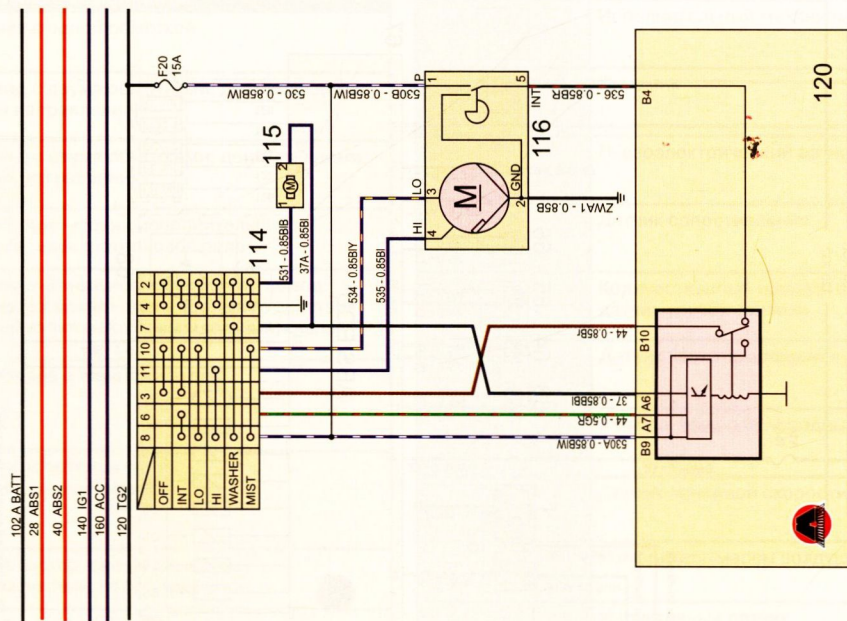 102 A BATT
28 ABS1
40 ABS2
140 IG1
160 ACC
120 TG2
F20
15A
530 - 0.85BIW
530B - 0.85BIW
P
1
5
INT
536 - 0.85BR
B4
120
115
1
2
M
531 - 0.85BIB
37A - 0.85BI
114
LO
3
HI
4
M
2
GND
116
ZWA1 - 0.85B
534 - 0.85BIY
535 - 0.85BI
8
6
3
11
10
7
4
2
OFF
INT
LO
HI
WASHER
MIST
44 - 0.85Br
B10
37 - 0.85BBI
A6
44 - 0.5GR
A7
530A - 0.85BIW
B9
K